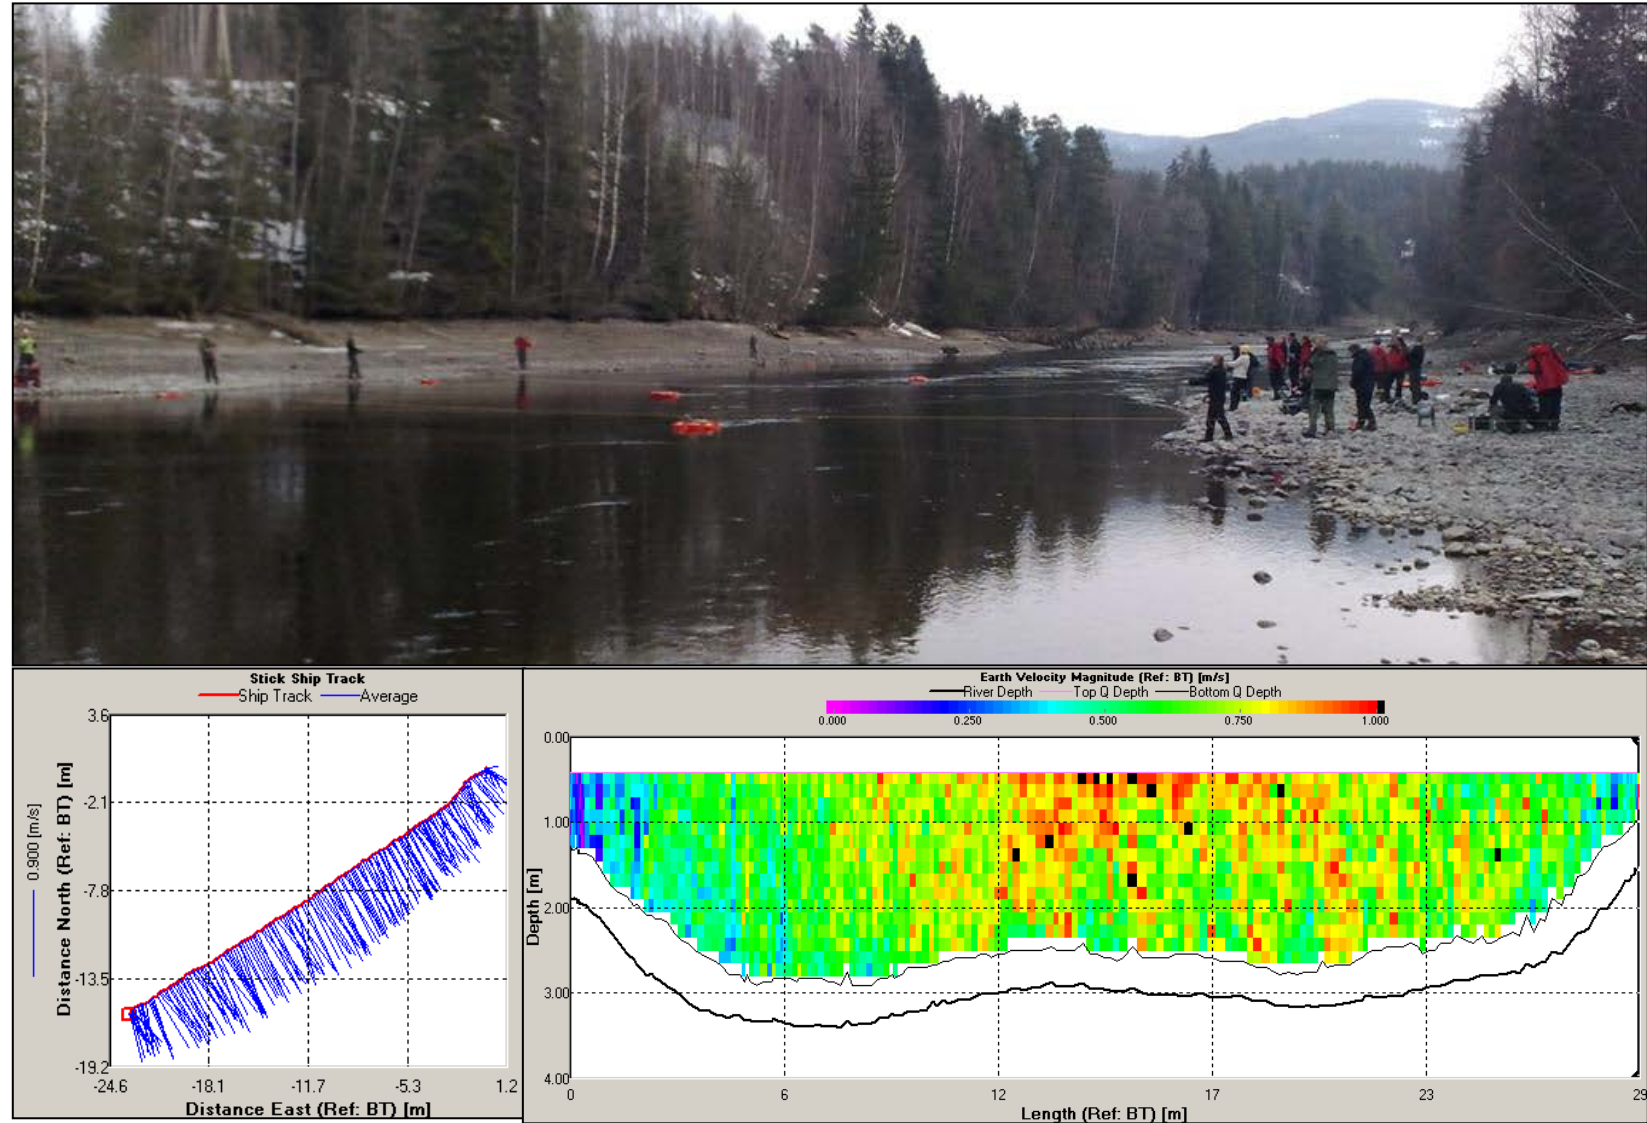 Stick Ship Track
Ship Track Average
3.6
-2.1
-7.8
-13.5
-19.2
-24.6 -18.1 -11.7 -5.3 1.2
Distance North (Ref: BT) [m]
Distance East (Ref: BT) [m]
0.900 [m/s]
Earth Velocity Magnitude (Ref: BT) [m/s]
River Depth Top Q Depth Bottom Q Depth
0.000 0.250 0.500 0.750 1.000
0.00
1.00
2.00
3.00
4.00
Depth [m]
0 6 12 17 23 29
Length (Ref: BT) [m]